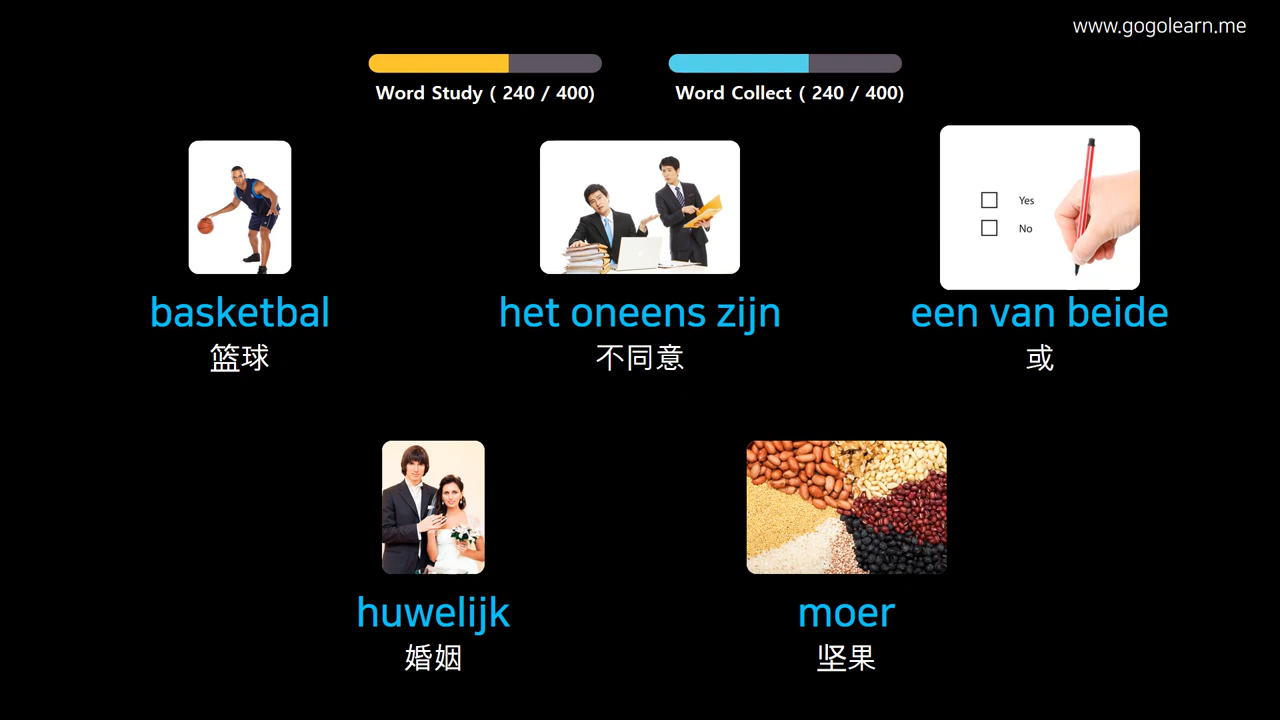 www.gogolearn.me
Word Study ( 240 / 400)
Word Collect ( 240 / 400)
Yes
No
basketbal
het oneens zijn
een van beide
篮球
不同意
或
huwelijk
moer
婚姻
坚果